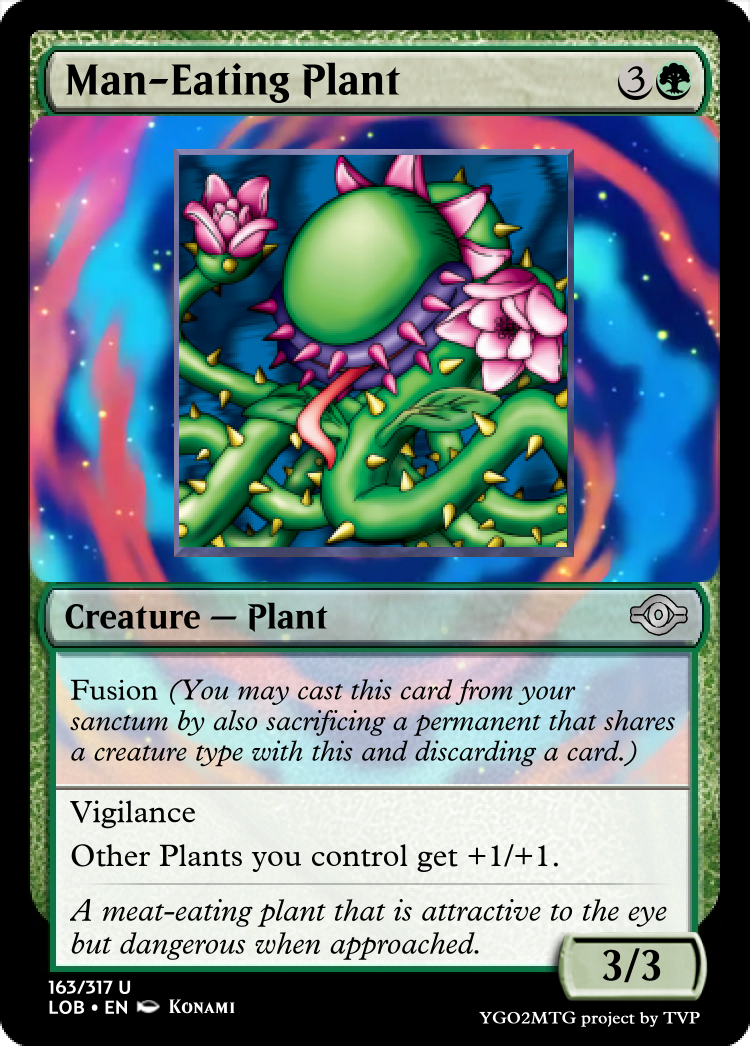 Man-Eating Plant 3
Creature — Plant
Fusion (You may cast this card from your
sanctum by also sacrificing a permanent that shares
a creature type with this and discarding a card.)
Vigilance
Other Plants you control get +1/+1.
A meat-eating plant that is attractive to the eye
but dangerous when approached.
3/3
163/317 U
LOB • EN Konami
YGO2MTG project by TVP